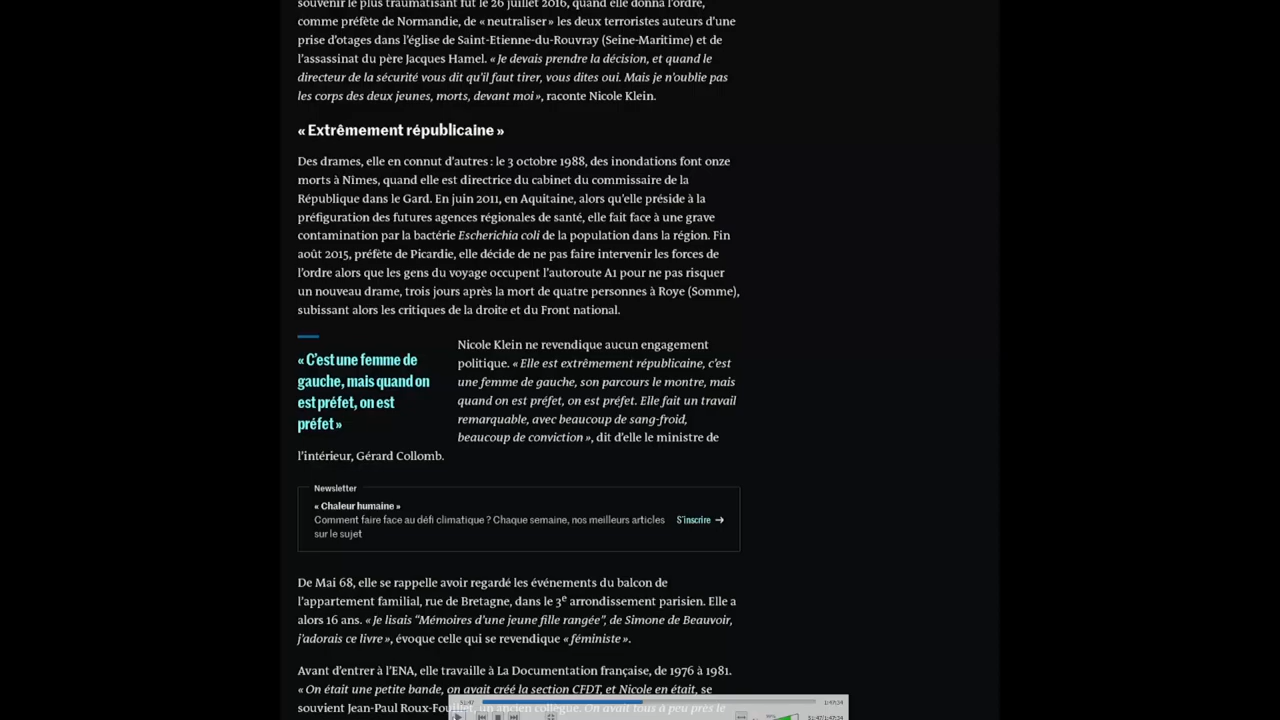 souvenir le plus traumatisant fut le 26 juillet 2016, quand elle donna l'ordre,
comme préfète de Normandie, de « neutraliser » les deux terroristes auteurs d'une
prise d'otages dans l'église de Saint-Etienne-du-Rouvray (Seine-Maritime) et de
l'assassinat du père Jacques Hamel. « Je devais prendre la décision, et quand le
directeur de la sécurité vous dit qu'il faut tirer, vous dites oui. Mais je n'oublie pas
les corps des deux jeunes, morts, devant moi », raconte Nicole Klein.
« Extrêmement républicaine »
Des drames, elle en connut d'autres : le 3 octobre 1988, des inondations font onze
morts à Nîmes, quand elle est directrice du cabinet du commissaire de la
République dans le Gard. En juin 2011, en Aquitaine, alors qu'elle préside à la
préfiguration des futures agences régionales de santé, elle fait face à une grave
contamination par la bactérie Escherichia coli de la population dans la région. Fin
août 2015, préfète de Picardie, elle décide de ne pas faire intervenir les forces de
l'ordre alors que les gens du voyage occupent l'autoroute A1 pour ne pas risquer
un nouveau drame, trois jours après la mort de quatre personnes à Roye (Somme),
subissant alors les critiques de la droite et du Front national.
« C'est une femme de
gauche, mais quand on
est préfet, on est
préfet »
Nicole Klein ne revendique aucun engagement
politique. « Elle est extrêmement républicaine, c'est
une femme de gauche, son parcours le montre, mais
quand on est préfet, on est préfet. Elle fait un travail
remarquable, avec beaucoup de sang-froid,
beaucoup de conviction », dit d'elle le ministre de
l'intérieur, Gérard Collomb.
Newsletter
« Chaleur humaine »
Comment faire face au défi climatique ? Chaque semaine, nos meilleurs articles
sur le sujet
S'inscrire →
De Mai 68, elle se rappelle avoir regardé les événements du balcon de
l'appartement familial, rue de Bretagne, dans le 3e arrondissement parisien. Elle a
alors 16 ans. « Je lisais "Mémoires d'une jeune fille rangée", de Simone de Beauvoir,
j'adorais ce livre », évoque celle qui se revendique « féministe ».
Avant d'entrer à l'ENA, elle travaille à La Documentation française, de 1976 à 1981.
« On était une petite bande, on avait créé la section CFDT, et Nicole en était, se
souvient Jean-Paul Roux-Fouillet, un ancien collègue. On avait tous à peu près le
51:47
1:47:34
51:47/1:47:34